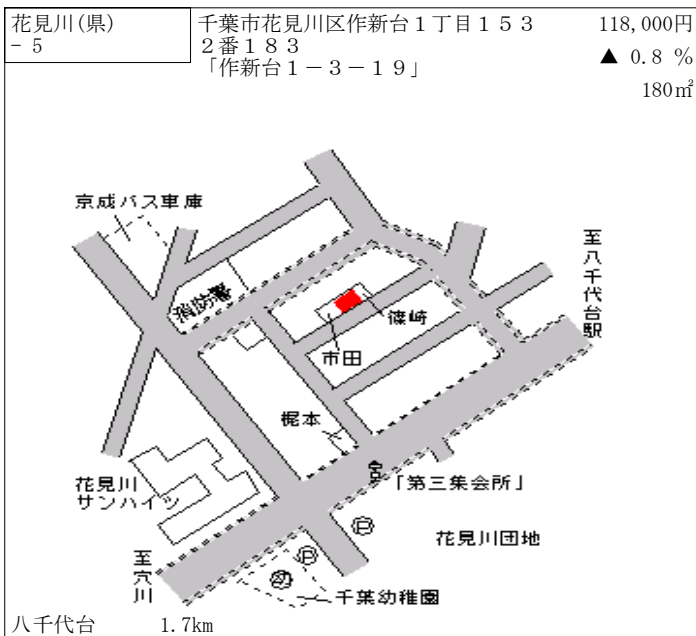 花見川(県)
- 5
千葉市花見川区作新台１丁目１５３
２番１８３
「作新台１－３－１９」
118,000円
▲ 0.8 %
180㎡
京成バス車庫
消防署
至八千代台駅
篠崎
市田
梶本
花見川
サンハイツ
「第三集会所」
花見川団地
至穴川
幼
千葉幼稚園
八千代台
1.7km